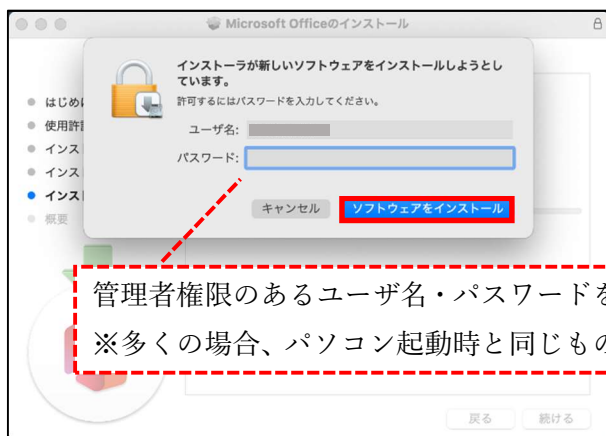 Microsoft Officeのインストール
インストーラが新しいソフトウェアをインストールしようとし
ています。
許可するにはパスワードを入力してください。
はじめに
使用許
インス
インス
インス
概要
ユーザ名:
パスワード:
キャンセル
ソフトウェアをインストール
管理者権限のあるユーザ名・パスワードを
※多くの場合、パソコン起動時と同じもの
戻る
続ける